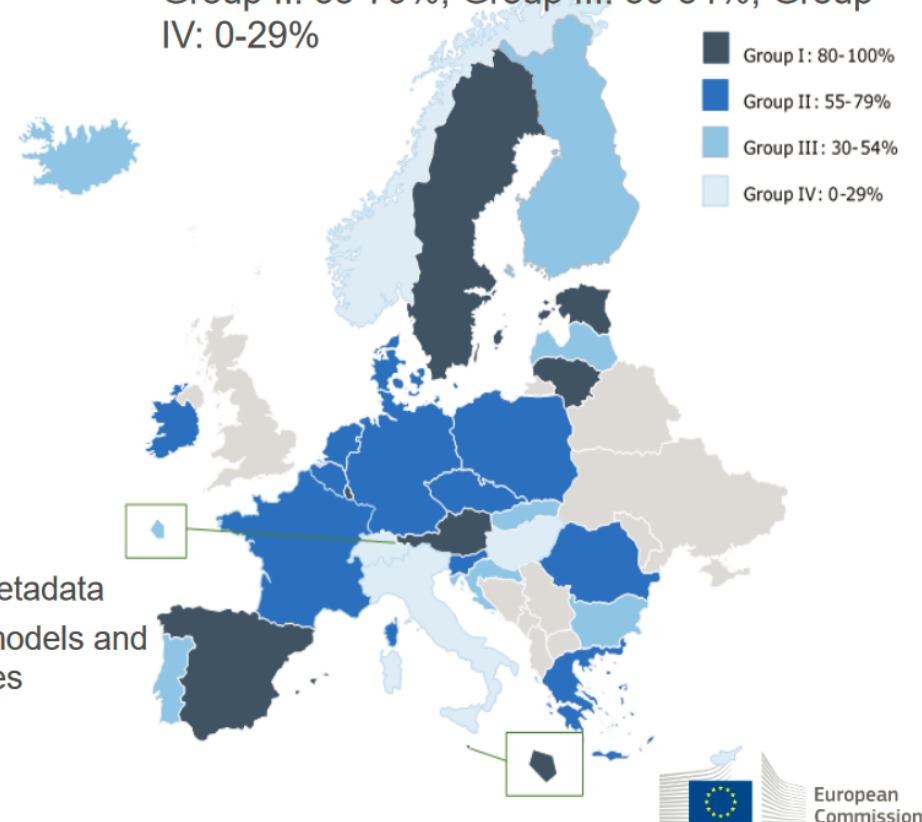 IV: 0-29%
Group I: 80-100%
Group II: 55-79%
Group III: 30-54%
Group IV: 0-29%
etadata
nodels and
es
European
Commission